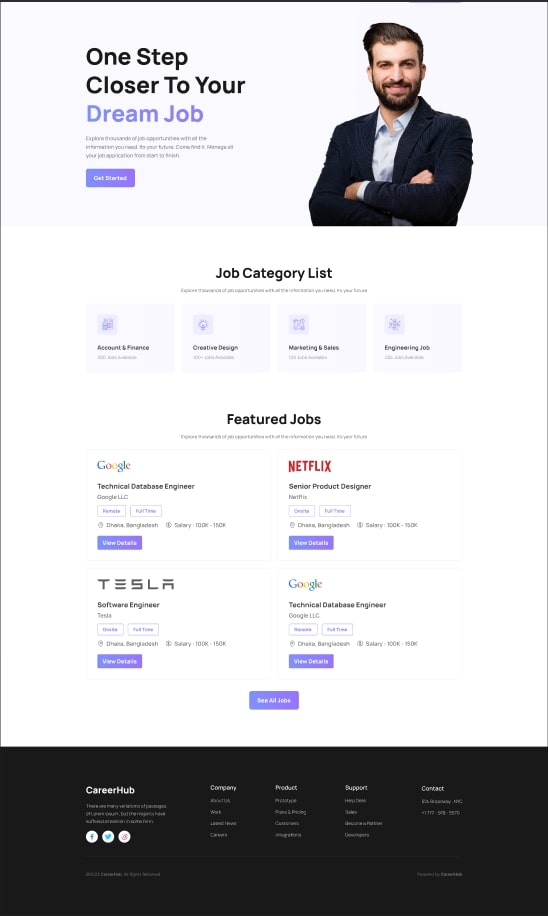 One Step
Closer To Your
Dream Job
Explore thousands of job opportunities with all the
information you need. Its your future. Come find it. Manage all
your job application from start to finish.
Get Started
Job Category List
Explore thousands of job opportunities with all the information you need. Its your future
Account & Finance
300 Jobs Available
Creative Design
100+ Jobs Available
Marketing & Sales
150 Jobs Available
Engineering Job
224 Jobs Available
Featured Jobs
Explore thousands of job opportunities with all the information you need. Its your future
Google
Technical Database Engineer
Google LLC
Remote Full Time
Dhaka, Bangladesh Salary : 100K - 150K
View Details
NETFLIX
Senior Product Designer
Netflix
Onsite Full Time
Dhaka, Bangladesh Salary : 100K - 150K
View Details
TESLA
Software Engineer
Tesla
Onsite Full Time
Dhaka, Bangladesh Salary : 100K - 150K
View Details
Google
Technical Database Engineer
Google LLC
Remote Full Time
Dhaka, Bangladesh Salary : 100K - 150K
View Details
See All Jobs
CareerHub
There are many variations of passages
of Lorem Ipsum, but the majority have
suffered alteration in some form.
Company
About Us
Work
Latest News
Careers
Product
Prototype
Plans & Pricing
Customers
Integrations
Support
Help Desk
Sales
Become a Partner
Developers
Contact
Broadway, NYC
+1 777 - 978 - 5570
©2023 CareerHub. All Rights Reserved
Powered by CareerHub